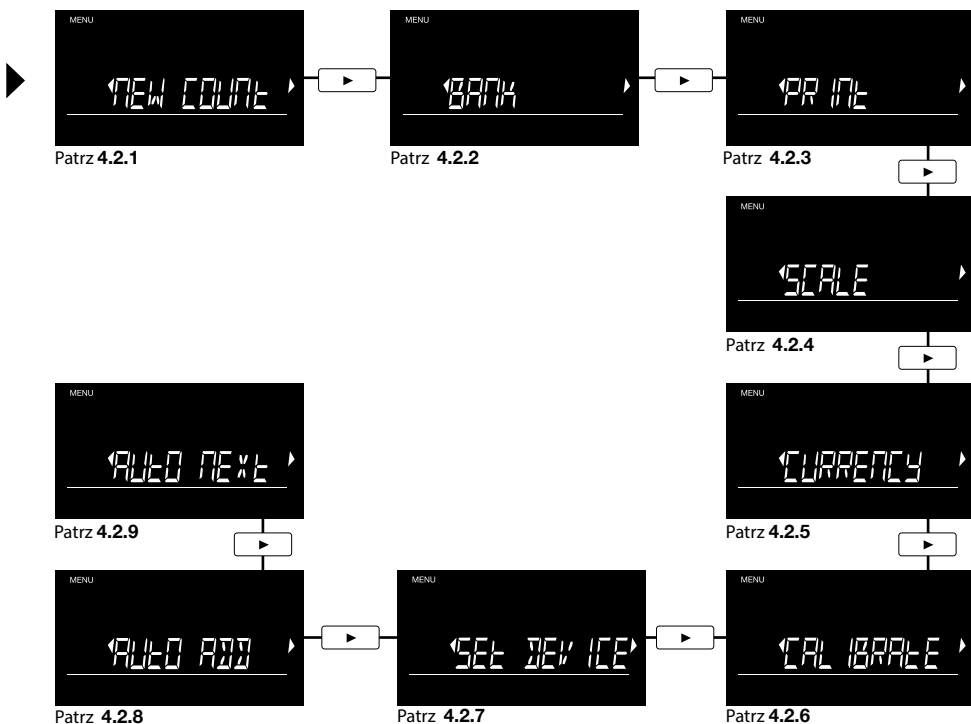 MENU
NEW COUNT
Patrz 4.2.1
MENU
BANK
Patrz 4.2.2
MENU
PRINT
Patrz 4.2.3
MENU
SCALE
Patrz 4.2.4
MENU
CURRENCY
Patrz 4.2.5
MENU
CALIBRATE
Patrz 4.2.6
MENU
SET DEVICE
Patrz 4.2.7
MENU
AUTO ADD
Patrz 4.2.8
MENU
AUTO NEXT
Patrz 4.2.9